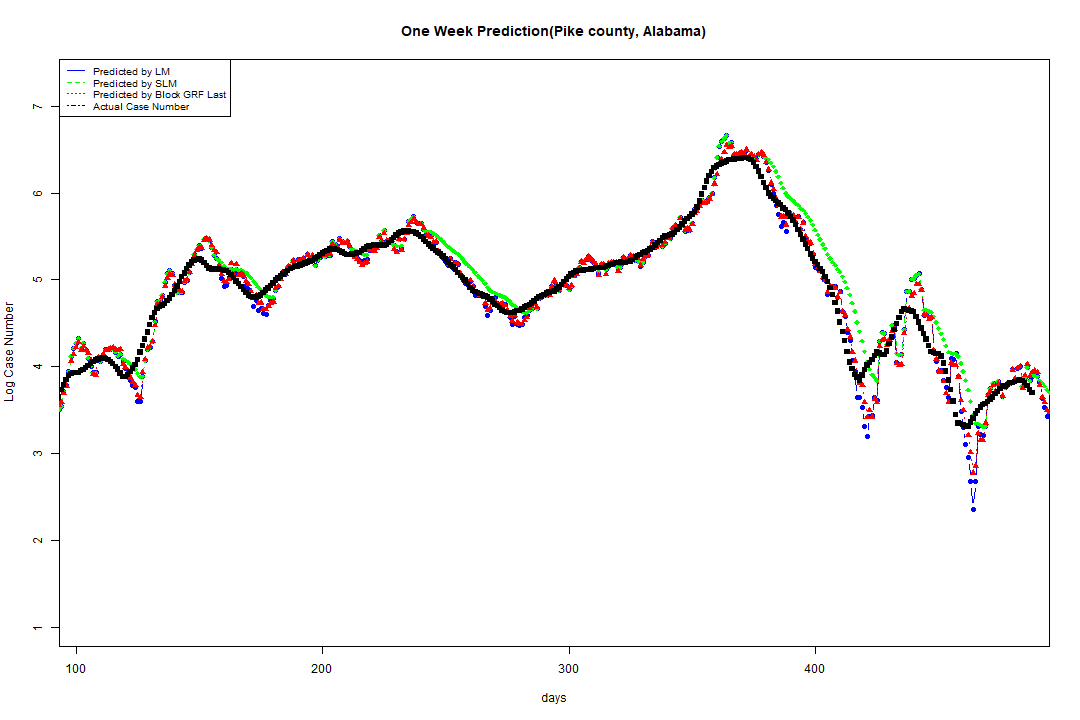 One Week Prediction(Pike county, Alabama)
Predicted by LM
Predicted by SLM
Predicted by Block GRF Last
Actual Case Number
7
6
5
4
3
2
1
Log Case Number
100 200 300 400
days